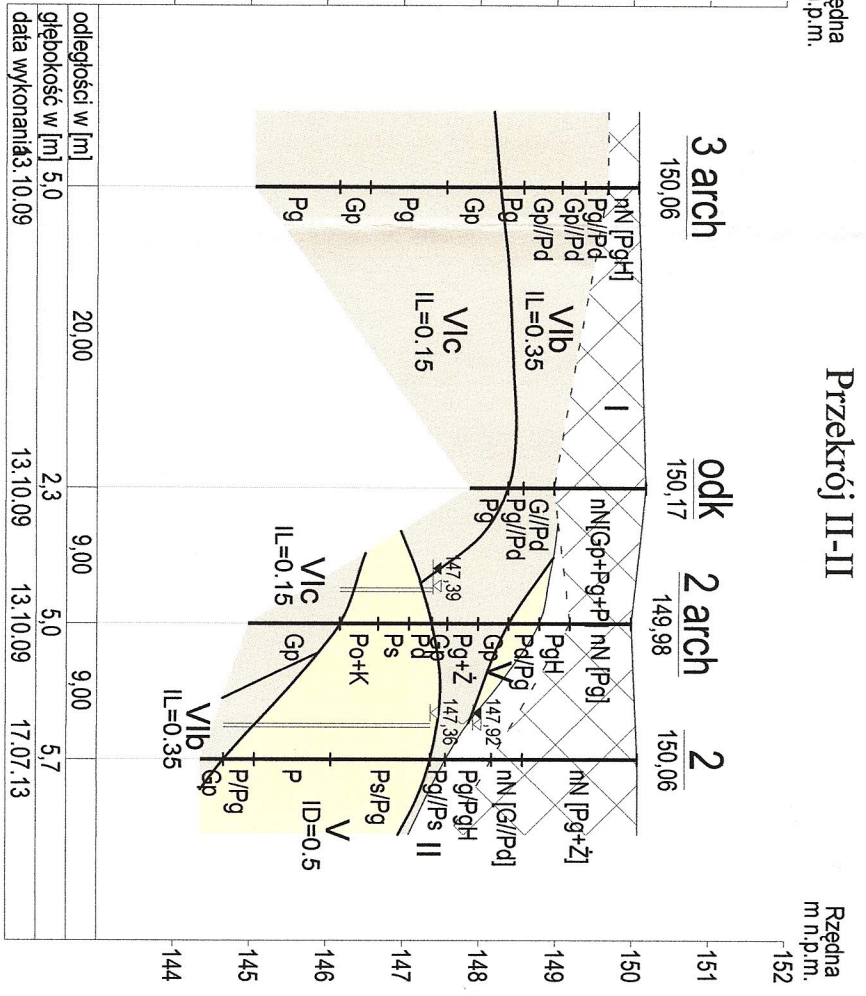 Rzędna
m n.p.m.
Przekrój II-II
Rzędna
m n.p.m.
3 arch
150,06
odk
150,17
2 arch
149,98
2
150,06
152
151
150
149
148
147
146
145
144
nN [PgH]
Pg//Pd
Gp//Pd
Gp//Pd
Pg
Gp
Pg
Gp
Pg
I
VIb
IL=0.35
VIc
IL=0.15
nN[Gp+Pg+P
G//Pd
Pg//Pd
Pg
nN [Pg]
PgH
Pd/Pg
Gp
Pg+Ż
Gp
Pd
Ps
Po+K
Gp
147,39
V
VIc
IL=0.15
nN [Pg+Ż]
nN [G//Pd]
Pg/PgH
Pg//Ps
Ps/Pg
P
P/Pg
Gp
147,92
147,36
II
V
ID=0.5
VIb
IL=0.35
odległości w [m] 20,00 9,00 9,00
głębokość w [m] 5,0 2,3 5,0 5,7
data wykonania 13.10.09 13.10.09 13.10.09 17.07.13